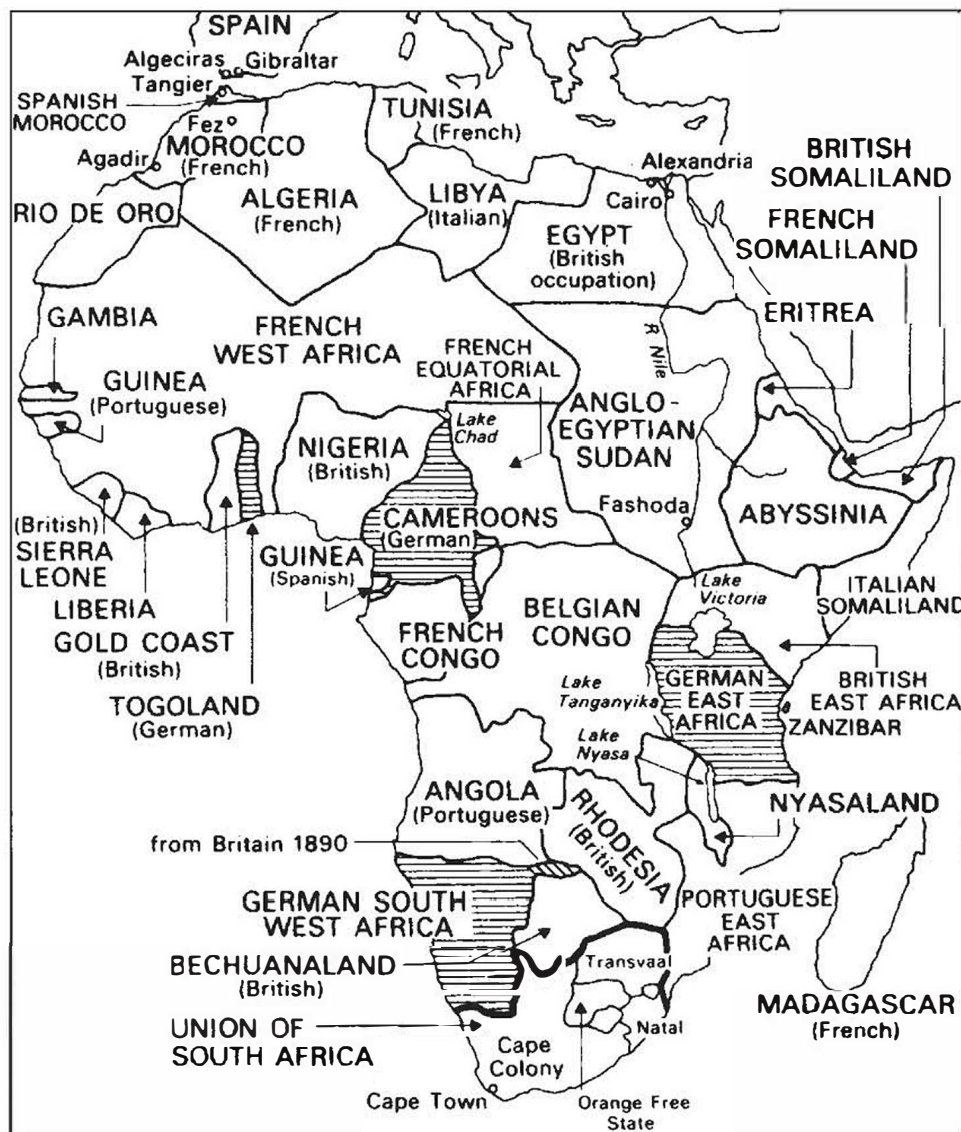 SPAIN
Algeciras
Gibraltar
Tangier
SPANISH
MOROCCO
Fez
MOROCCO
(French)
Agadir
TUNISIA
(French)
ALGERIA
(French)
LIBYA
(Italian)
Alexandria
Cairo
EGYPT
(British
occupation)
BRITISH
SOMALILAND
FRENCH
SOMALILAND
ERITREA
RIO DE ORO
GAMBIA
FRENCH
WEST AFRICA
GUINEA
(Portuguese)
FRENCH
EQUATORIAL
AFRICA
R Nile
Lake
Chad
NIGERIA
(British)
ANGLO-
EGYPTIAN
SUDAN
Fashoda
ABYSSINIA
(British)
SIERRA
LEONE
LIBERIA
GOLD COAST
(British)
TOGOLAND
(German)
CAMEROONS
(German)
GUINEA
(Spanish)
FRENCH
CONGO
BELGIAN
CONGO
Lake
Victoria
ITALIAN
SOMALILAND
GERMAN
EAST
AFRICA
BRITISH
EAST AFRICA
ZANZIBAR
Lake
Tanganyika
Lake
Nyasa
ANGOLA
(Portuguese)
RHODESIA
(British)
NYASALAND
from Britain 1890
GERMAN SOUTH
WEST AFRICA
PORTUGUESE
EAST
AFRICA
BECHUANALAND
(British)
Transvaal
MADAGASCAR
(French)
UNION OF
SOUTH AFRICA
Natal
Cape
Colony
Cape Town
Orange Free
State